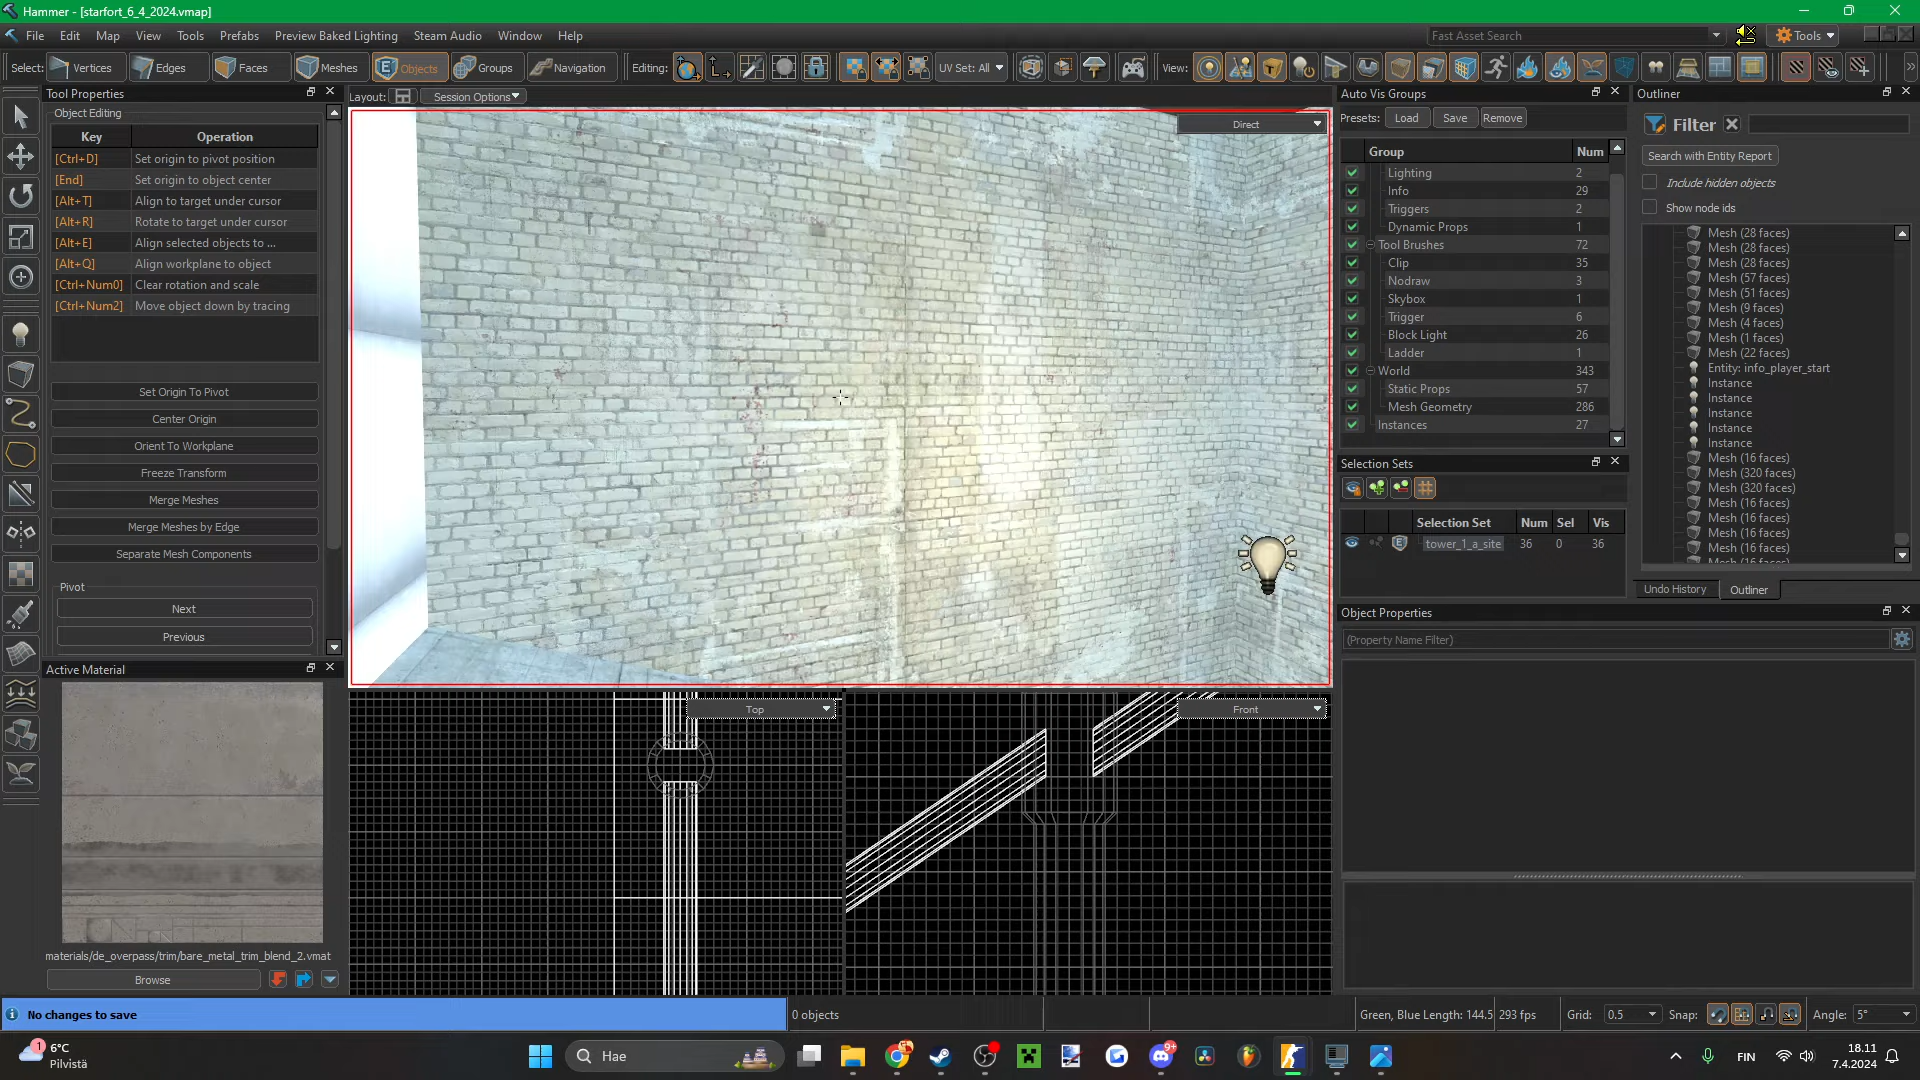 Hammer - [starfort_6_4_2024.vmap]
File Edit Map View Tools Prefabs Preview Baked Lighting Steam Audio Window Help
Fast Asset Search
Tools
Select: Vertices Edges Faces Meshes Objects Groups Navigation
Editing: UV Set: All
View:
Tool Properties
Object Editing
Key Operation
[Ctrl+D] Set origin to pivot position
[End] Set origin to object center
[Alt+T] Align to target under cursor
[Alt+R] Rotate to target under cursor
[Alt+E] Align selected objects to ...
[Alt+Q] Align workplane to object
[Ctrl+Num0] Clear rotation and scale
[Ctrl+Num2] Move object down by tracing
Set Origin To Pivot
Center Origin
Orient To Workplane
Freeze Transform
Merge Meshes
Merge Meshes by Edge
Separate Mesh Components
Pivot
Next
Previous
Active Material
materials/de_overpass/trim/bare_metal_trim_blend_2.vmat
Browse
Layout: Session Options
Direct
Top
Front
Auto Vis Groups
Presets: Load Save Remove
Group Num
Lighting 2
Info 29
Triggers 2
Dynamic Props 1
Tool Brushes 72
Clip 35
Nodraw 3
Skybox 1
Trigger 6
Block Light 26
Ladder 1
World 343
Static Props 57
Mesh Geometry 286
Instances 27
Selection Sets
Selection Set Num Sel Vis
tower_1_a_site 36 0 36
Outliner
Filter
Search with Entity Report
Include hidden objects
Show node ids
Mesh (28 faces)
Mesh (28 faces)
Mesh (28 faces)
Mesh (57 faces)
Mesh (51 faces)
Mesh (9 faces)
Mesh (4 faces)
Mesh (1 faces)
Mesh (22 faces)
Entity: info_player_start
Instance
Instance
Instance
Instance
Instance
Mesh (16 faces)
Mesh (320 faces)
Mesh (320 faces)
Mesh (16 faces)
Mesh (16 faces)
Mesh (16 faces)
Mesh (16 faces)
Mesh (16 faces)
Undo History Outliner
Object Properties
(Property Name Filter)
No changes to save
0 objects
Green, Blue Length: 144.5
293 fps
Grid: 0.5
Snap:
Angle: 5°
1
6°C
Pilvistä
Hae
9+
FIN
18.11
7.4.2024